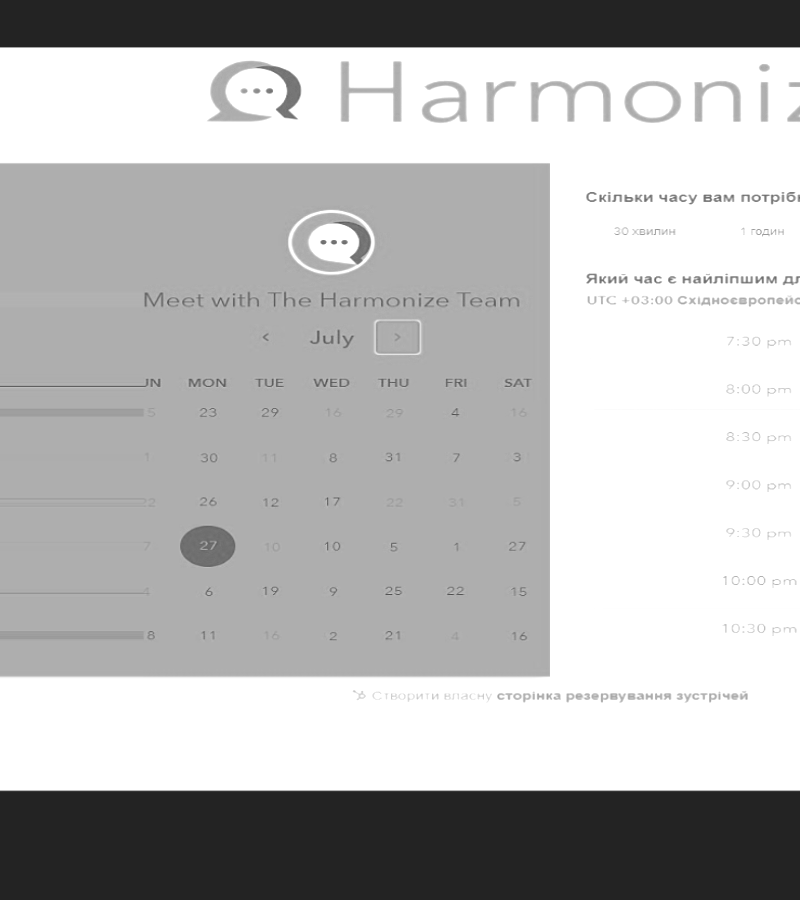 Harmoniz
Meet with The Harmonize Team
< July >
UN MON TUE WED THU FRI SAT
5 23 29 16 29 4 16
1 30 11 8 31 7 3
22 26 12 17 22 31 5
7 27 10 10 5 1 27
4 6 19 9 25 22 15
8 11 16 2 21 4 16
Скільки часу вам потрібн
30 хвилин 1 годин
Який час є найліпшим дл
UTC +03:00 Східноєвропейс
7:30 pm
8:00 pm
8:30 pm
9:00 pm
9:30 pm
10:00 pm
10:30 pm
Створити власну сторінка резервування зустрічей